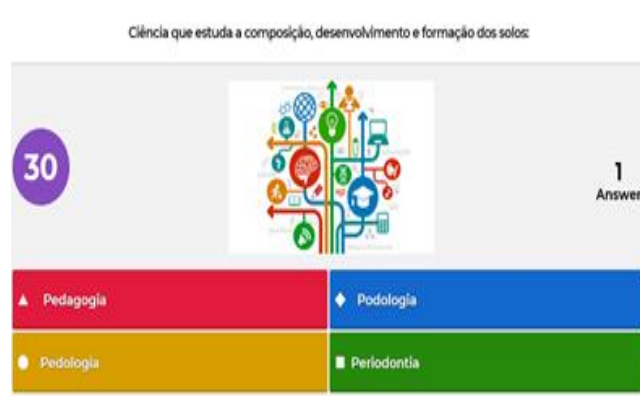 Ciência que estuda a composição, desenvolvimento e formação dos solos:
30
1
Answer
Pedagogia
Podologia
Pedologia
Periodontia